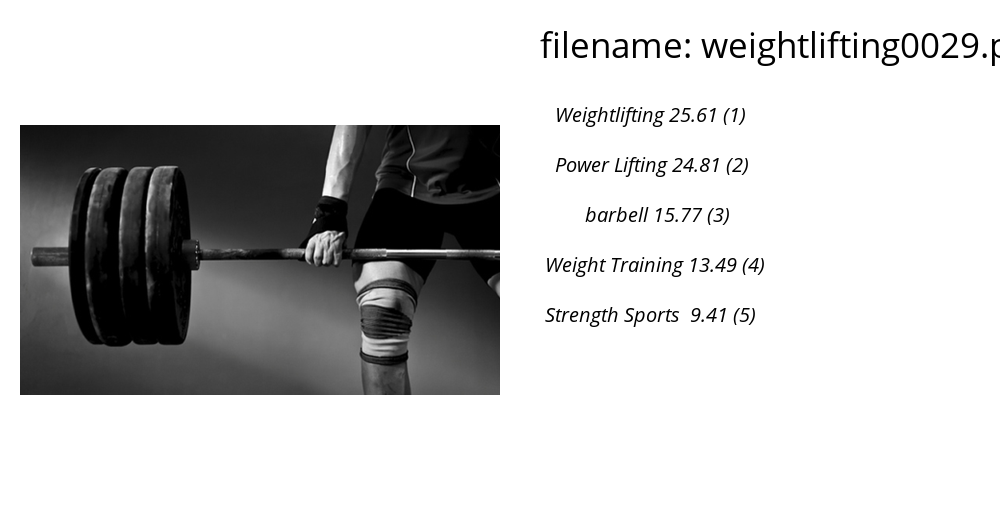 filename: weightlifting0029.p
Weightlifting 25.61 (1)
Power Lifting 24.81 (2)
barbell 15.77 (3)
Weight Training 13.49 (4)
Strength Sports 9.41 (5)